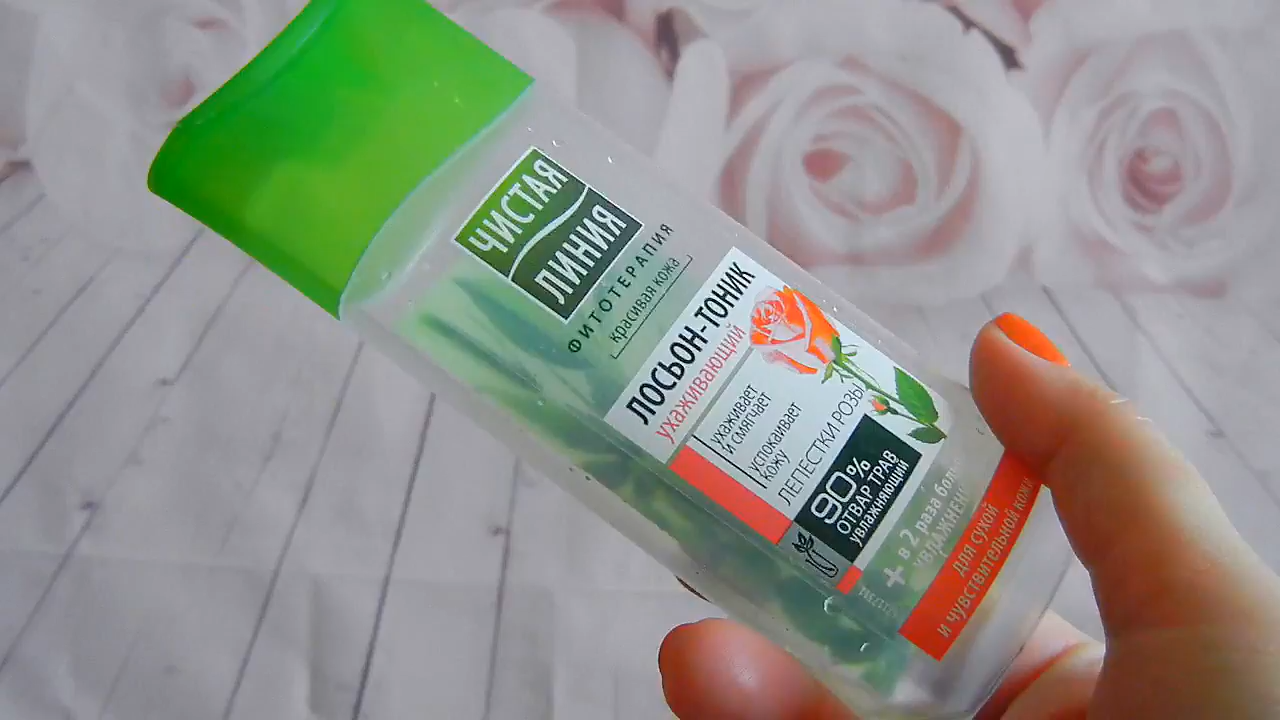 ЧИСТАЯ
ЛИНИЯ
ФИТОТЕРАПИЯ
красивая кожа
ЛОСЬОН-ТОНИК
ухаживающий
ухаживает
и смягчает
успокаивает
кожу
ЛЕПЕСТКИ РОЗЫ
90%
ОТВАР ТРАВ
увлажняющий
+ в 2 раза
для сухой
и чувствительной кожи